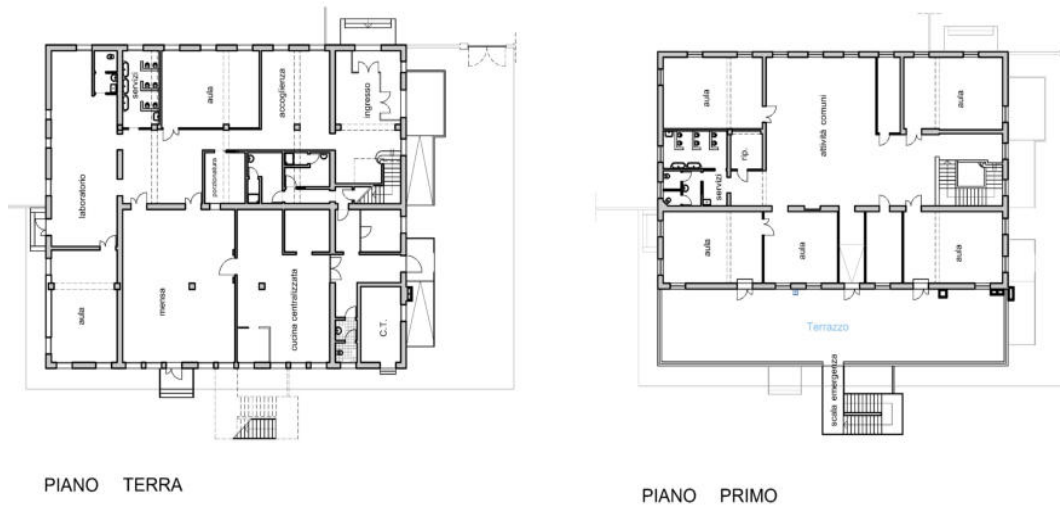 servizi
aula
accoglienza
ingresso
laboratorio
porzionatura
aula
mensa
cucina centralizzata
C.T.
PIANO TERRA
aula
attività comuni
aula
rip.
servizi
aula
aula
aula
Terrazzo
scala emergenza
PIANO PRIMO